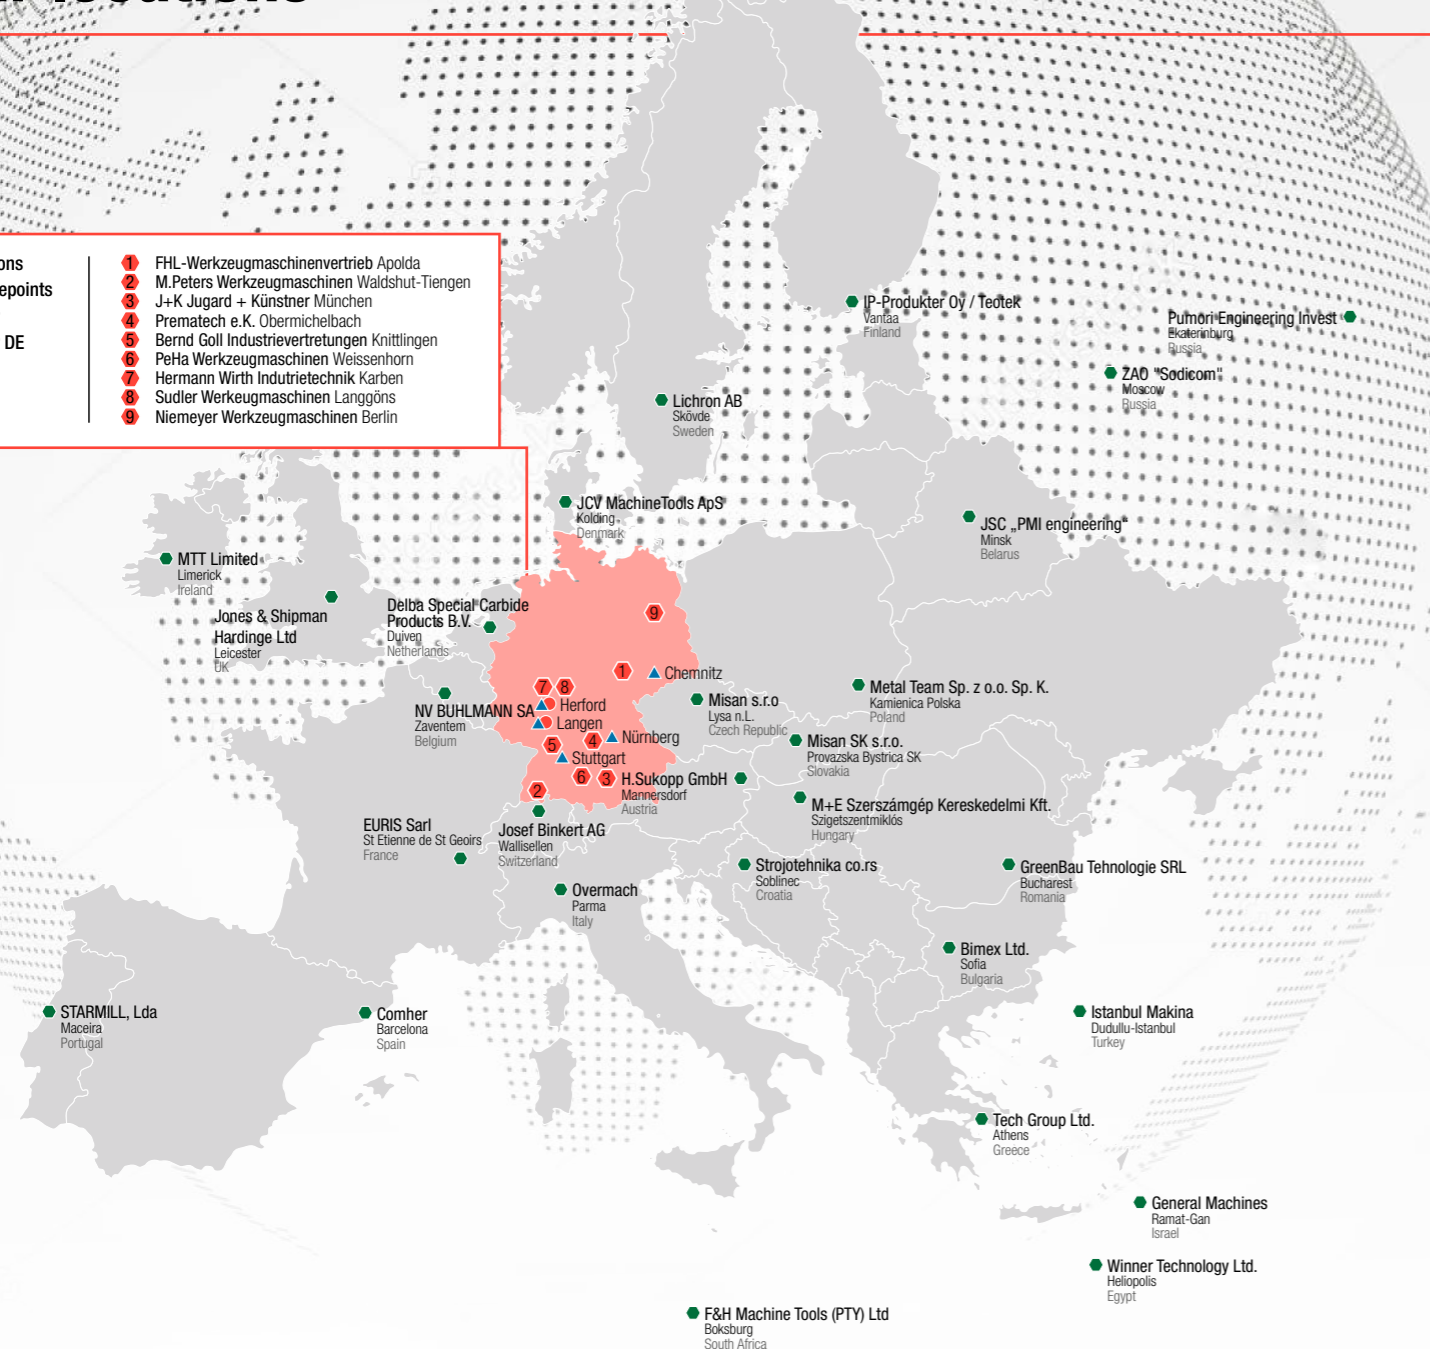 locations
ons
epoints
DE
1 FHL-Werkzeugmaschinenvertrieb Apolda
2 M.Peters Werkzeugmaschinen Waldshut-Tiengen
3 J+K Jugard + Künstner München
4 Prematech e.K. Obermichelbach
5 Bernd Goll Industrievertretungen Knittlingen
6 PeHa Werkzeugmaschinen Weissenhorn
7 Hermann Wirth Indutrietechnik Karben
8 Sudler Werkeugmaschinen Langgöns
9 Niemeyer Werkzeugmaschinen Berlin
IP-Produkter Oy / Teotek
Vantaa
Finland
Pumori Engineering Invest
Ekaterinburg
Russia
ZAO "Sodicom"
Moscow
Russia
Lichron AB
Skövde
Sweden
JCV MachineTools ApS
Kolding
Denmark
JSC „PMI engineering“
Minsk
Belarus
MTT Limited
Limerick
Ireland
Jones & Shipman
Hardinge Ltd
Leicester
UK
Delba Special Carbide
Products B.V.
Duiven
Netherlands
9
1
Chemnitz
7
8
Herford
Langen
5
4
Nürnberg
Stuttgart
6
3
2
NV BUHLMANN SA
Zaventem
Belgium
Misan s.r.o
Lysa n.L.
Czech Republic
Metal Team Sp. z o.o. Sp. K.
Kamienica Polska
Poland
Misan SK s.r.o.
Provazska Bystrica SK
Slovakia
H.Sukopp GmbH
Mannersdorf
Austria
M+E Szerszámgép Kereskedelmi Kft.
Szigetszentmiklós
Hungary
EURIS Sarl
St Etienne de St Geoirs
France
Josef Binkert AG
Wallisellen
Switzerland
Strojotehnika co.rs
Soblinec
Croatia
GreenBau Tehnologie SRL
Bucharest
Romania
Overmach
Parma
Italy
Bimex Ltd.
Sofia
Bulgaria
STARMILL, Lda
Maceira
Portugal
Comher
Barcelona
Spain
Istanbul Makina
Dudullu-Istanbul
Turkey
Tech Group Ltd.
Athens
Greece
General Machines
Ramat-Gan
Israel
Winner Technology Ltd.
Heliopolis
Egypt
F&H Machine Tools (PTY) Ltd
Boksburg
South Africa